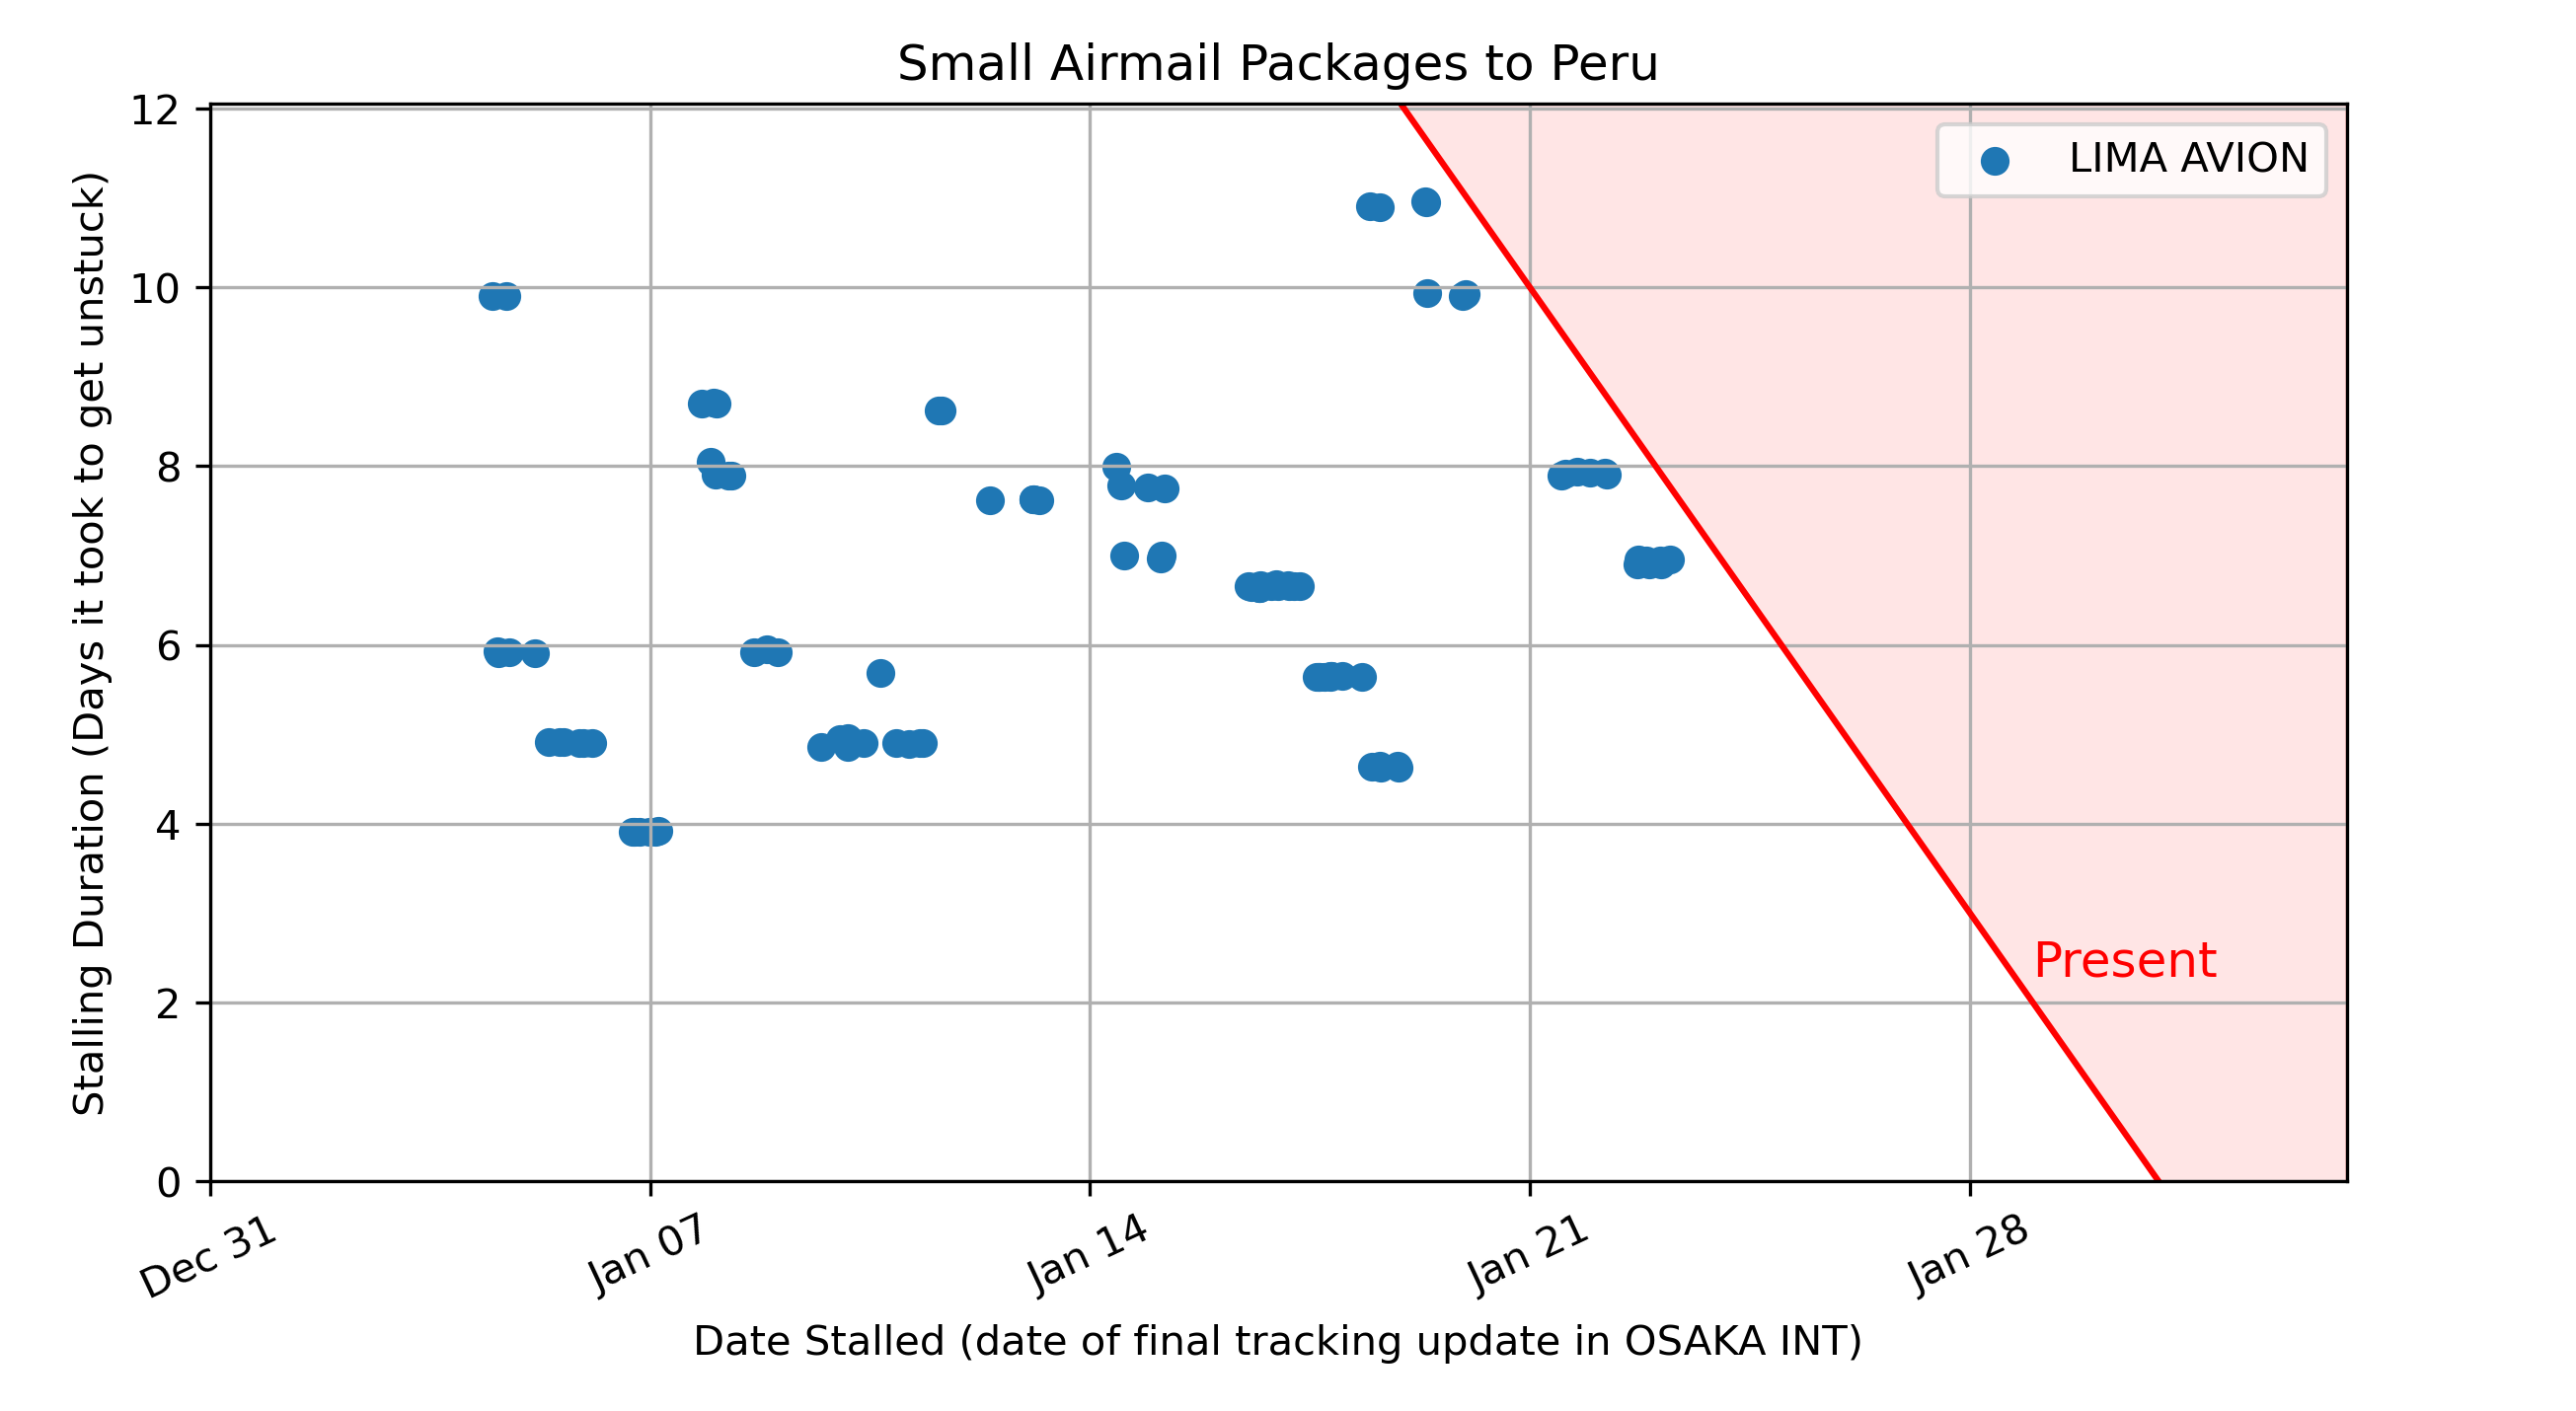 Small Airmail Packages to Peru
Stalling Duration (Days it took to get unstuck)
12
10
8
6
4
2
0
LIMA AVION
Present
Dec 31
Jan 07
Jan 14
Jan 21
Jan 28
Date Stalled (date of final tracking update in OSAKA INT)